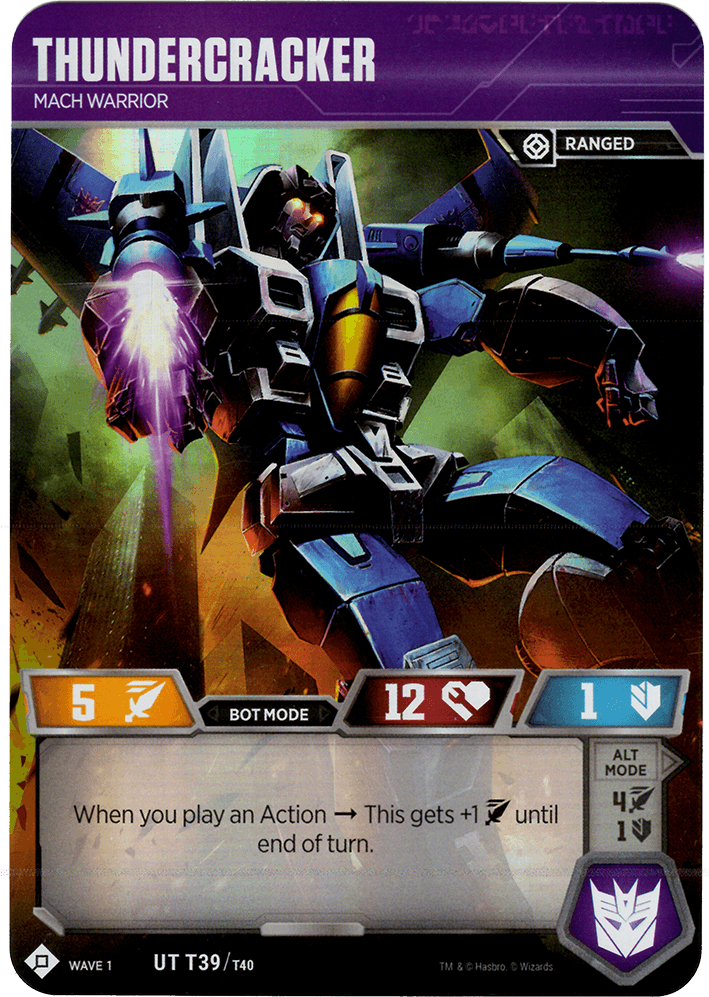 THUNDERCRACKER
MACH WARRIOR
RANGED
5
BOT MODE
12
1
ALT
MODE
4
1
When you play an Action → This gets +1 until
end of turn.
WAVE 1
UT T39/T40
TM & © Hasbro. © Wizards